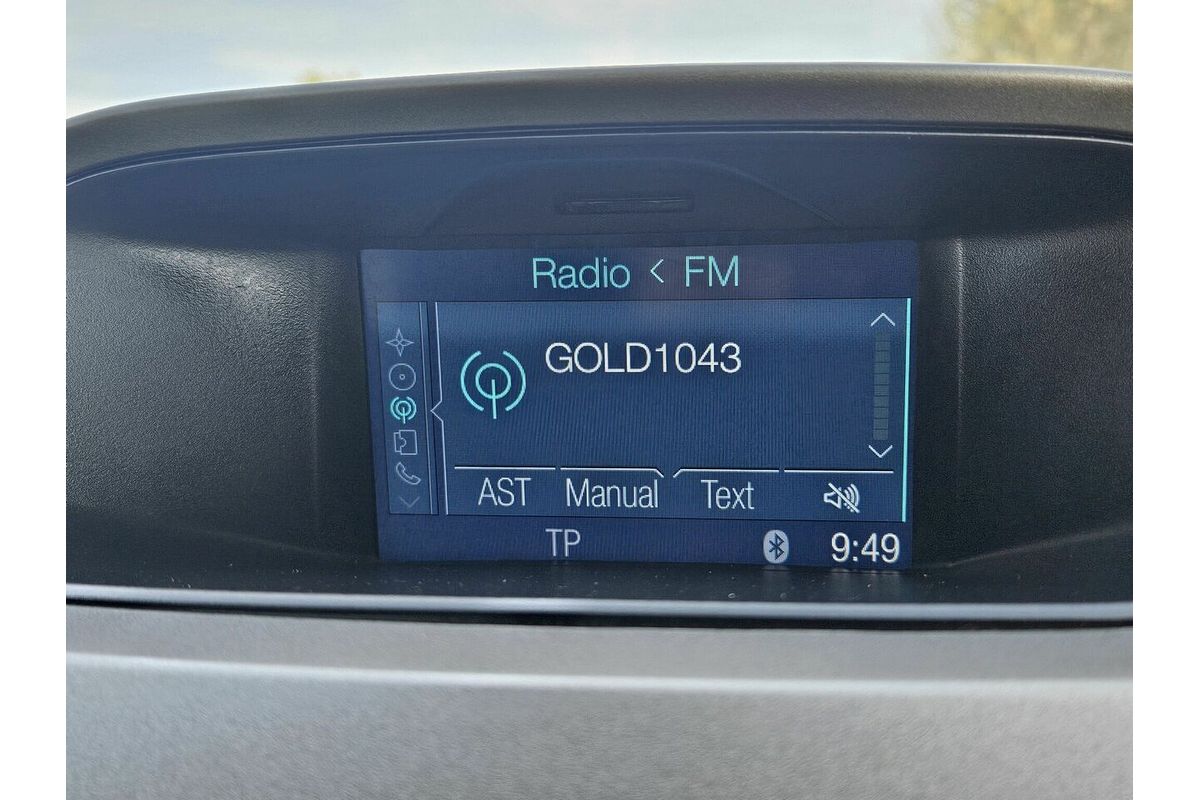 Radio < FM
GOLD1043
AST Manual Text
TP 9:49